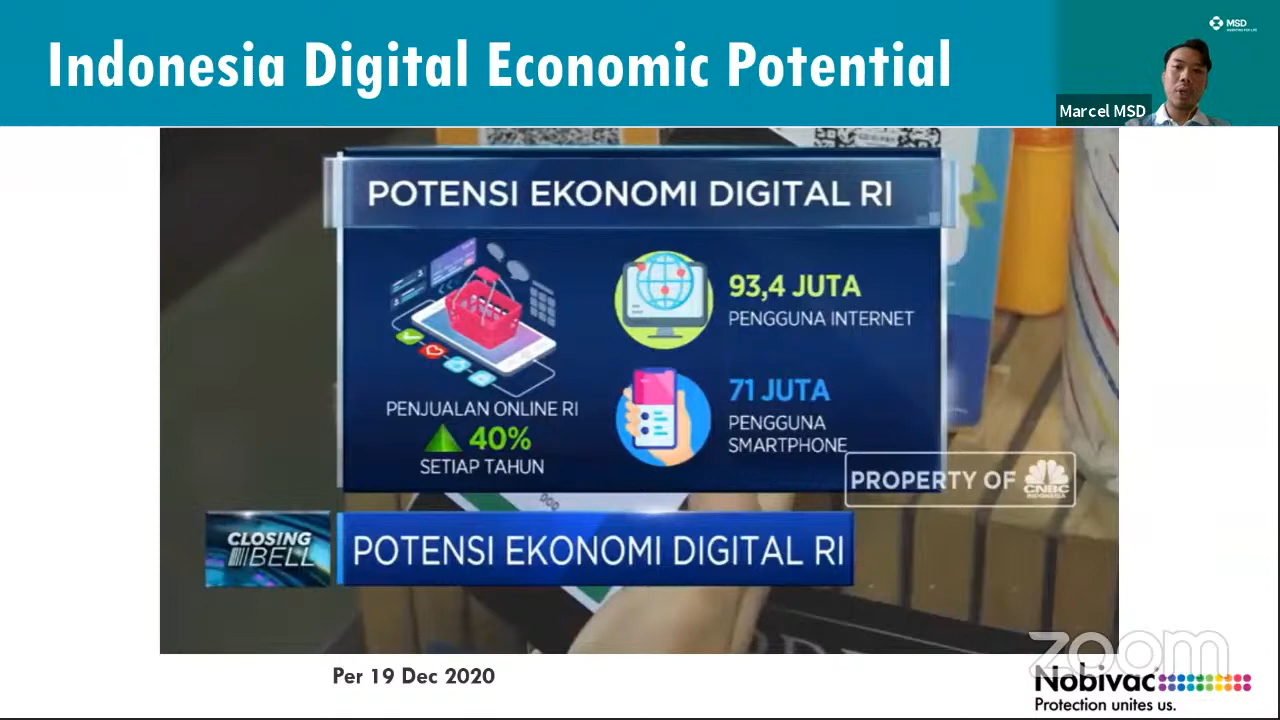 Indonesia Digital Economic Potential
MSD
Marcel MSD
POTENSI EKONOMI DIGITAL RI
93,4 JUTA
PENGGUNA INTERNET
PENJUALAN ONLINE RI
40%
SETIAP TAHUN
71 JUTA
PENGGUNA
SMARTPHONE
PROPERTY OF CNBC
INDONESIA
CLOSING
BELL
POTENSI EKONOMI DIGITAL RI
Per 19 Dec 2020
zoom
Nobivac
Protection unites us.